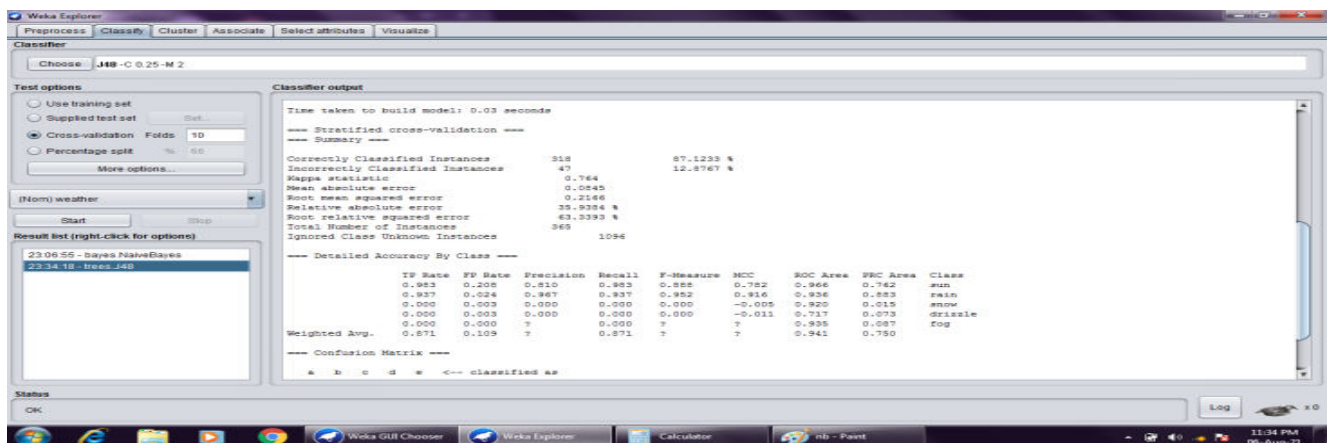 Weka Explorer
Preprocess Classify Cluster Associate Select attributes Visualize
Classifier
Choose J48 -C 0.25 -M 2
Test options
Use training set
Supplied test set Set...
Cross-validation Folds 10
Percentage split % 66
More options...
(Nom) weather
Start Stop
Result list (right-click for options)
23:06:55 - bayes.NaiveBayes
23:34:18 - trees.J48
Classifier output
Time taken to build model: 0.03 seconds
=== Stratified cross-validation ===
=== Summary ===
Correctly Classified Instances 318 87.1233 %
Incorrectly Classified Instances 47 12.8767 %
Kappa statistic 0.764
Mean absolute error 0.0845
Root mean squared error 0.2146
Relative absolute error 35.9384 %
Root relative squared error 63.3393 %
Total Number of Instances 365
Ignored Class Unknown Instances 1096
=== Detailed Accuracy By Class ===
TP Rate FP Rate Precision Recall F-Measure MCC ROC Area PRC Area Class
0.983 0.208 0.810 0.983 0.888 0.782 0.966 0.762 sun
0.937 0.024 0.967 0.937 0.952 0.916 0.936 0.883 rain
0.000 0.003 0.000 0.000 0.000 -0.005 0.920 0.015 snow
0.000 0.003 0.000 0.000 0.000 -0.011 0.717 0.073 drizzle
0.000 0.000 ? 0.000 ? ? 0.935 0.087 fog
Weighted Avg. 0.871 0.109 ? 0.871 ? ? 0.941 0.750
=== Confusion Matrix ===
a b c d e <-- classified as
Status
OK
Log x 0
Weka GUI Chooser Weka Explorer Calculator nb - Paint 11:34 PM